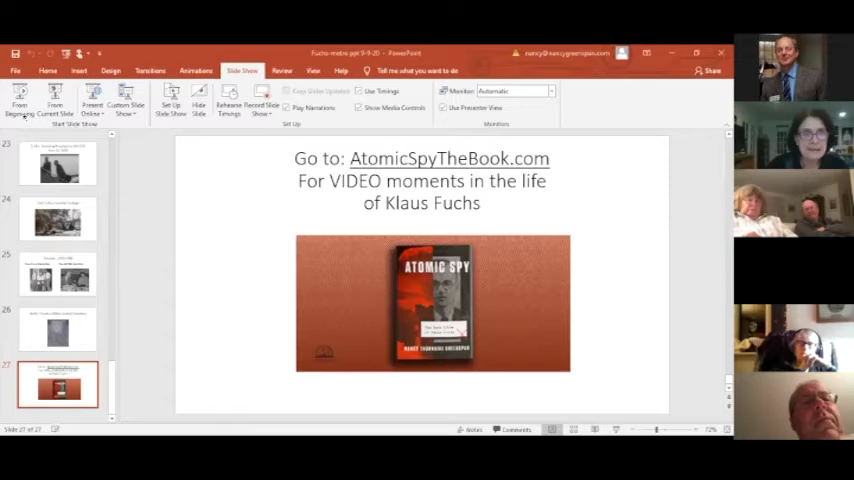 Fuchs-metro ppt 9-9-20 - PowerPoint
nancy@nancygreenspan.com
File Home Insert Design Transitions Animations Slide Show Review View Help Tell me what you want to do Share
From Beginning
From Current Slide
Present Online
Custom Slide Show
Set Up Slide Show
Hide Slide
Rehearse Timings
Record Slide Show
Keep Slides Updated
Play Narrations
Use Timings
Show Media Controls
Monitor: Automatic
Use Presenter View
Start Slide Show
Set Up
Monitors
23
24
25
26
27
Go to: AtomicSpyTheBook.com
For VIDEO moments in the life
of Klaus Fuchs
ATOMIC SPY
NANCY THORNDIKE GREENSPAN
Slide 27 of 27
Notes
Comments
72%